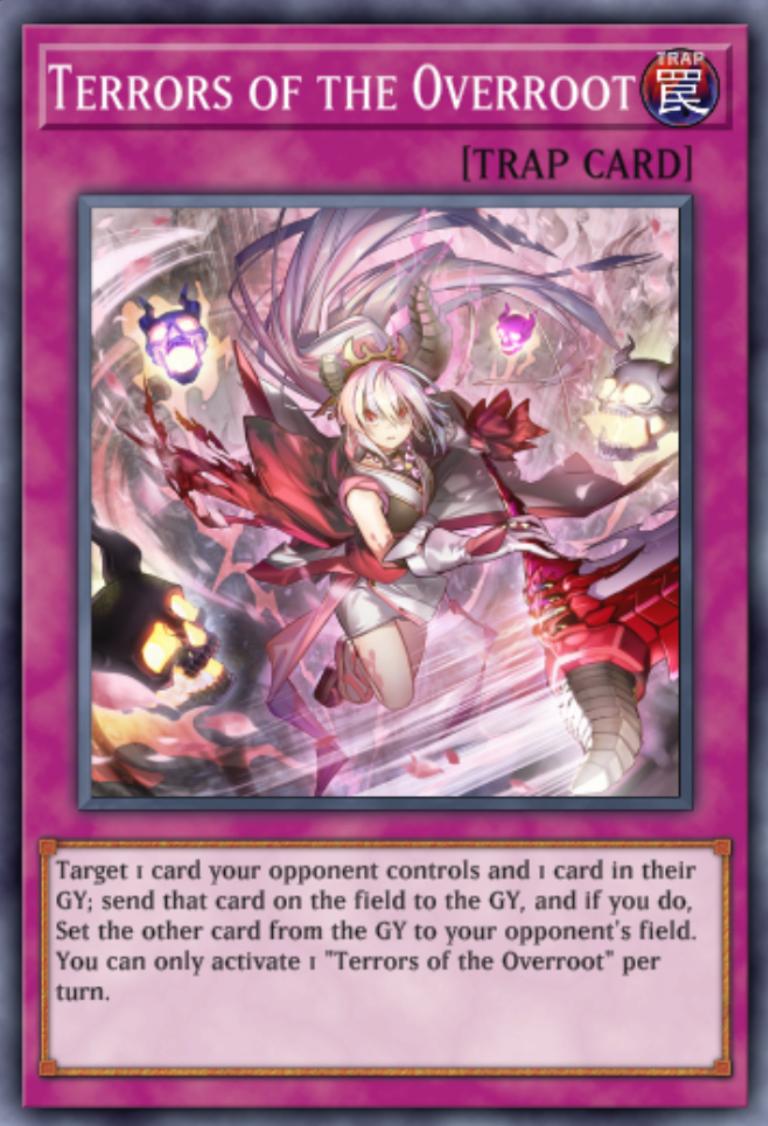 TERRORS OF THE OVERROOT
TRAP
罠
[TRAP CARD]
Target 1 card your opponent controls and 1 card in their
GY; send that card on the field to the GY, and if you do,
Set the other card from the GY to your opponent's field.
You can only activate 1 "Terrors of the Overroot" per
turn.